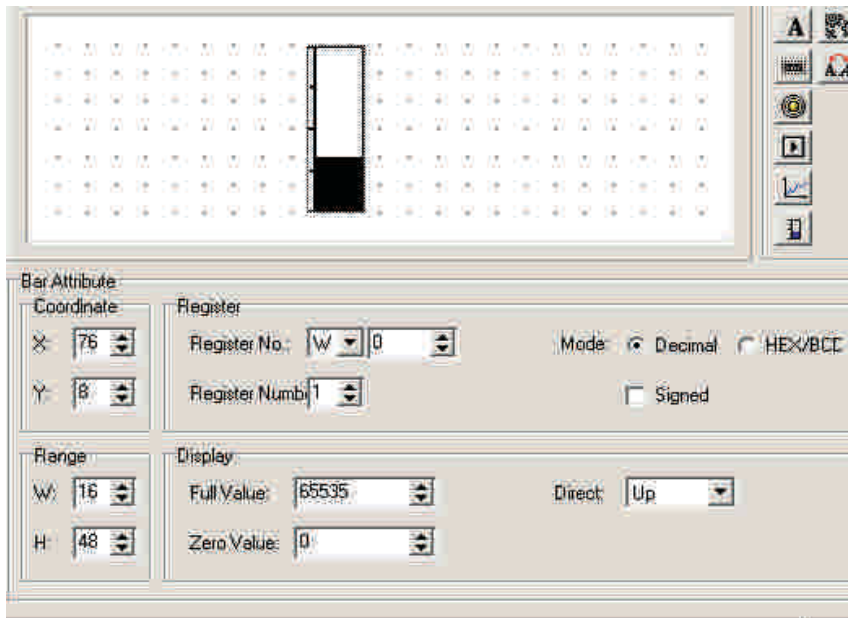 A
A A
Bar Attribute
Coordinate
X: 76
Y: 8
Register
Register No.: W 0
Mode: Decimal HEX/BCC
Register Numb 1
Signed
Range
W: 16
H: 48
Display
Full Value: 65535
Direct: Up
Zero Value: 0